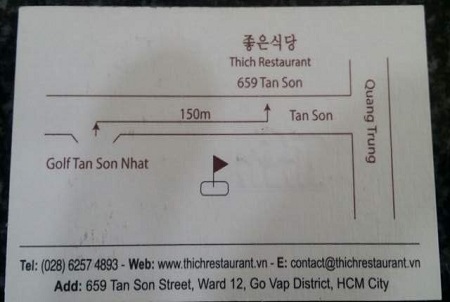 좋은식당
Thich Restaurant
659 Tan Son
150m
Tan Son
Quang Trung
Golf Tan Son Nhat
Tel: (028) 6257 4893 - Web: www.thichrestaurant.vn - E: contact@thichrestaurant.vn
Add: 659 Tan Son Street, Ward 12, Go Vap District, HCM City